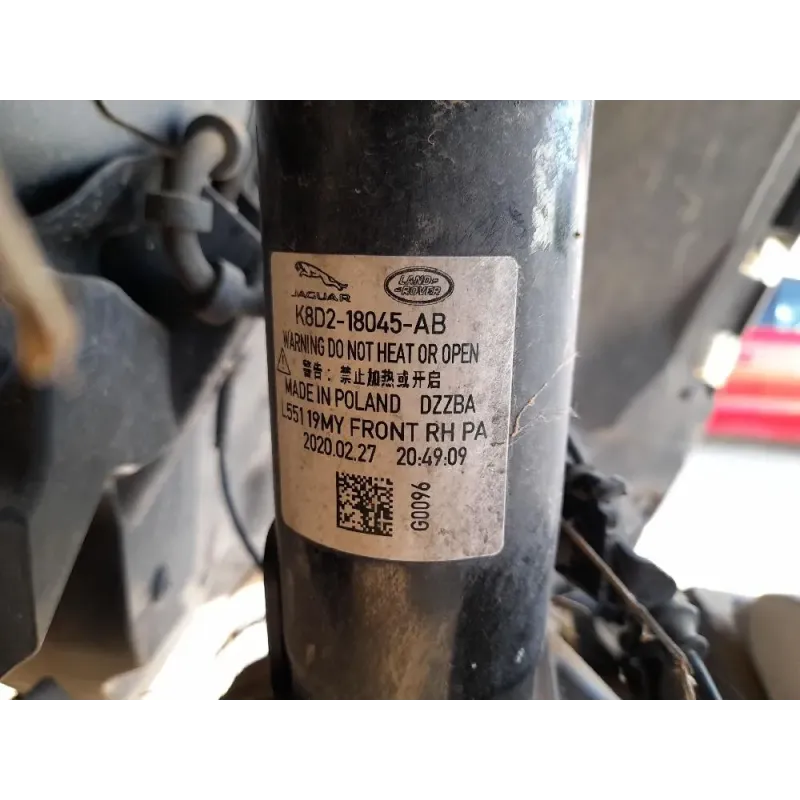 JAGUAR
LAND-
ROVER
K8D2-18045-AB
WARNING DO NOT HEAT OR OPEN
警告：禁止加热或开启
MADE IN POLAND DZZBA
L551 19MY FRONT RH PA
2020.02.27 20:49:09
G0096